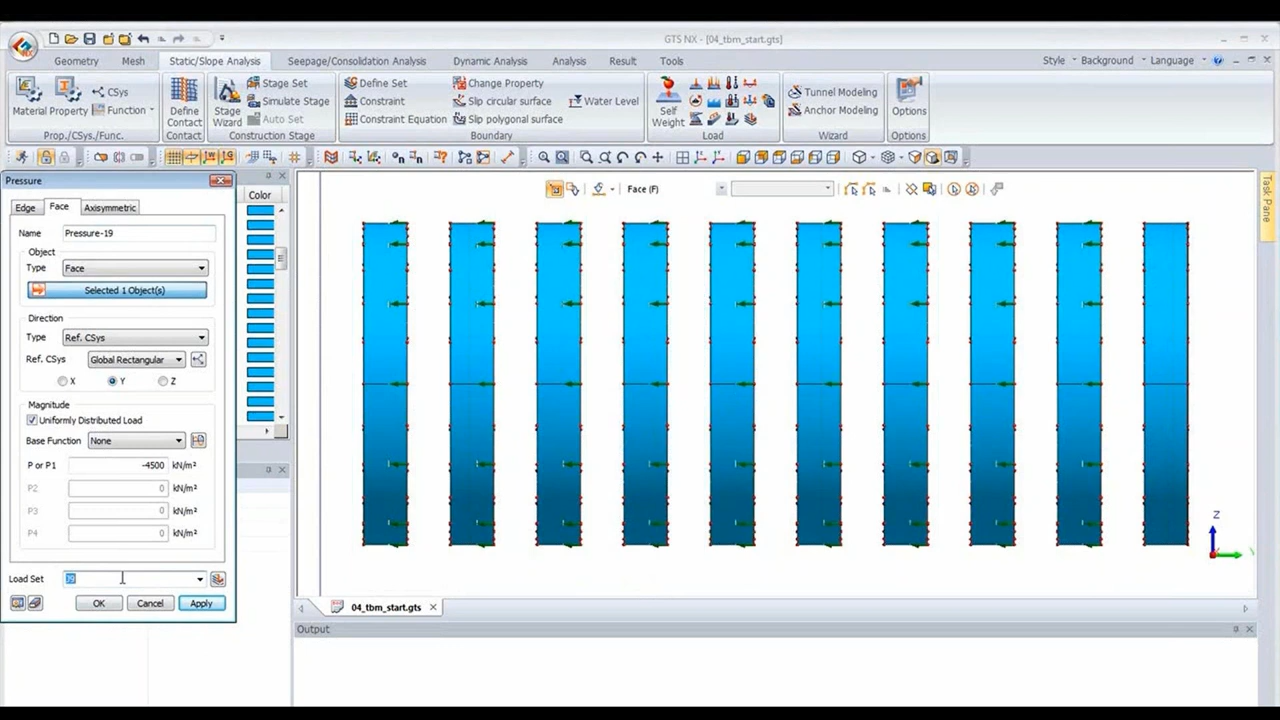 GTS NX - [04_tbm_start.gts]
Geometry Mesh Static/Slope Analysis Seepage/Consolidation Analysis Dynamic Analysis Analysis Result Tools Style Background Language
Material Property CSys Function
Prop./CSys./Func.
Define Contact
Contact
Stage Wizard Stage Set Simulate Stage Auto Set
Construction Stage
Define Set Change Property
Constraint Slip circular surface Water Level
Constraint Equation Slip polygonal surface
Boundary
Self Weight
Load
Tunnel Modeling
Anchor Modeling
Wizard
Options
Options
Pressure
Color
Face (F)
Task Pane
Edge Face Axisymmetric
Name Pressure-19
Object
Type Face
Selected 1 Object(s)
Direction
Type Ref. CSys
Ref. CSys Global Rectangular
X Y Z
Magnitude
Uniformly Distributed Load
Base Function None
P or P1 -4500 kN/m²
P2 0 kN/m²
P3 0 kN/m²
P4 0 kN/m²
Load Set
OK Cancel Apply
Z
04_tbm_start.gts
Output